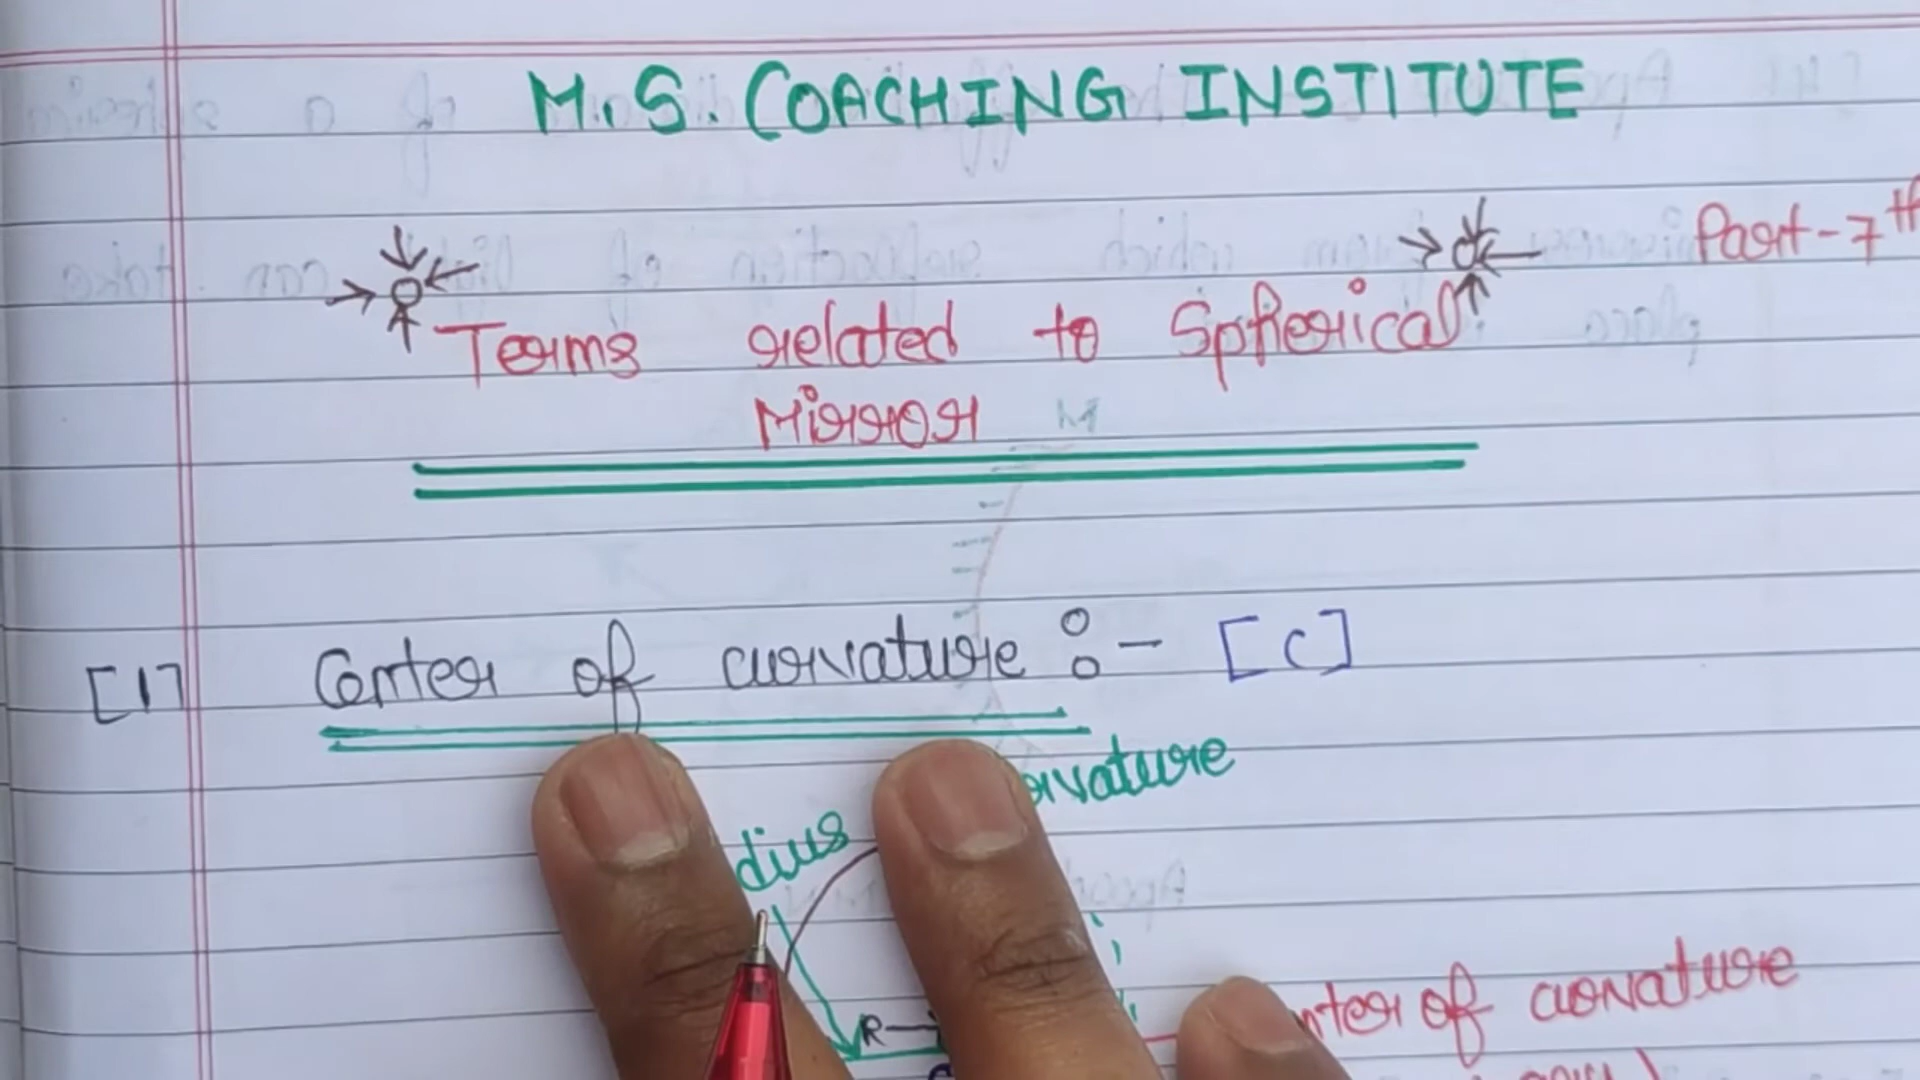 M.S. COACHING INSTITUTE
Part-7th
Terms related to Spherical
Mirror
[1] Center of curvature :- [C]
dius
rvature
R
nter of curvature